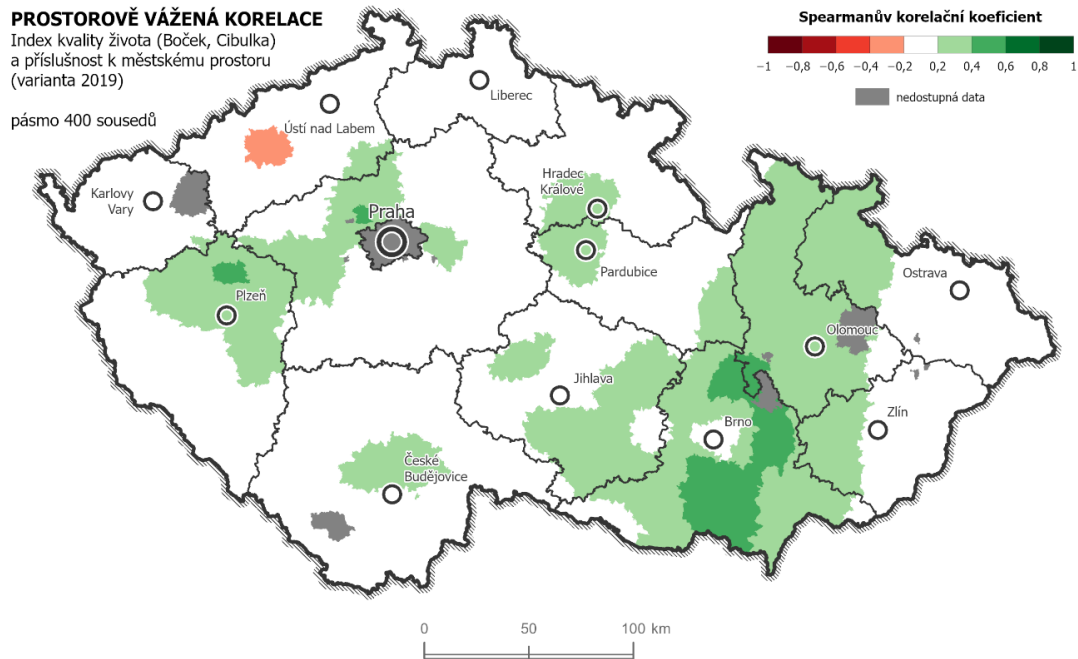 PROSTOROVĚ VÁŽENÁ KORELACE
Index kvality života (Boček, Cibulka)
a příslušnost k městskému prostoru
(varianta 2019)
pásmo 400 sousedů
Spearmanův korelační koeficient
−1 −0,8 −0,6 −0,4 −0,2 0,2 0,4 0,6 0,8 1
nedostupná data
Liberec
Ústí nad Labem
Karlovy
Vary
Hradec
Králové
Praha
Pardubice
Ostrava
Plzeň
Olomouc
Jihlava
Zlín
Brno
České
Budějovice
0 50 100 km